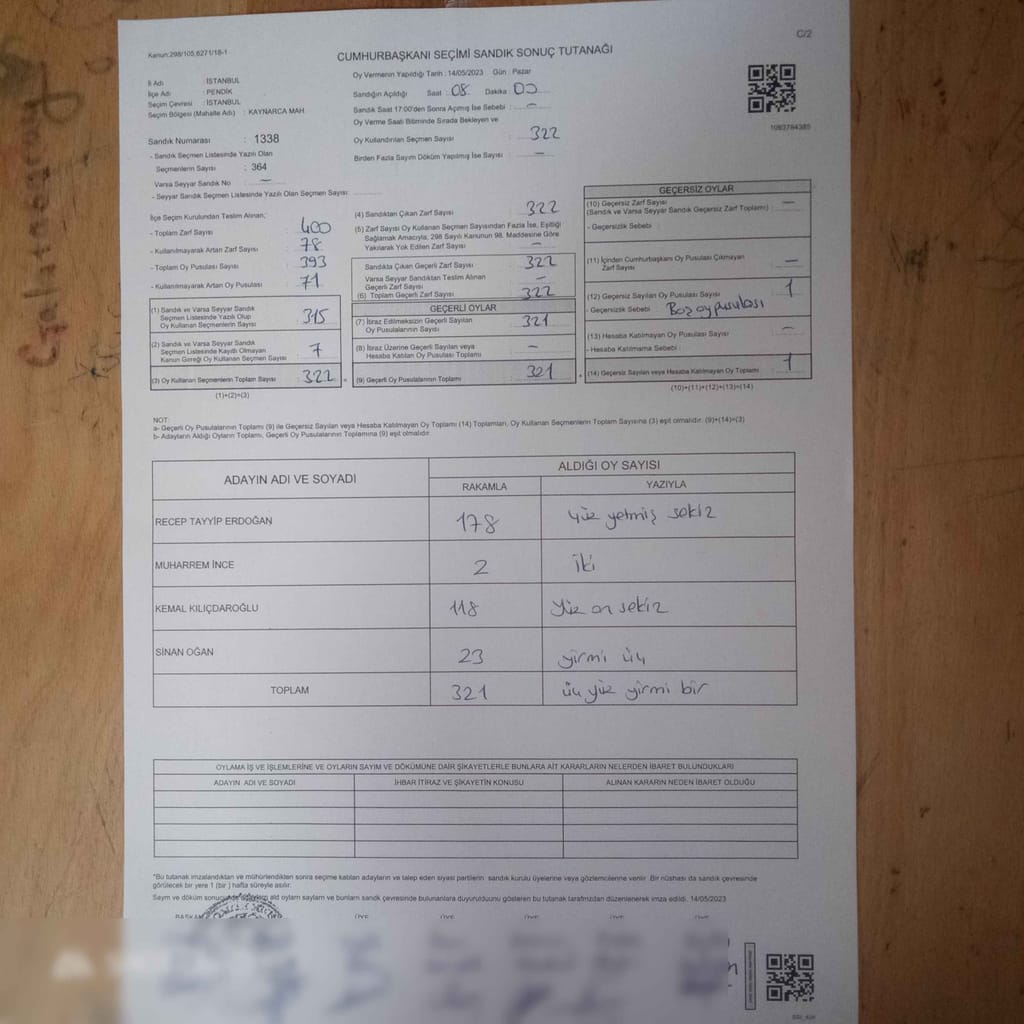 C/2
Kanun:298/105,6271/18-1
CUMHURBAŞKANI SEÇİMİ SANDIK SONUÇ TUTANAĞI
İl Adı : İSTANBUL
İlçe Adı : PENDİK
Seçim Çevresi : İSTANBUL
Seçim Bölgesi (Mahalle Adı) : KAYNARCA MAH.
Oy Vermenin Yapıldığı Tarih : 14/05/2023 Gün : Pazar
Sandığın Açıldığı Saat : 08 Dakika : 00
Sandık Saat 17:00'den Sonra Açımış İse Sebebi : —
Oy Verme Saati Bitiminde Sırada Bekleyen ve
Oy Kullandırılan Seçmen Sayısı : 322
Birden Fazla Sayım Döküm Yapılmış İse Sayısı : —
1083784385
Sandık Numarası : 1338
- Sandık Seçmen Listesinde Yazılı Olan
Seçmenlerin Sayısı : 364
Varsa Seyyar Sandık No : —
- Seyyar Sandık Seçmen Listesinde Yazılı Olan Seçmen Sayısı:
İlçe Seçim Kurulundan Teslim Alınan;
- Toplam Zarf Sayısı : 400
- Kullanılmayarak Artan Zarf Sayısı : 78
- Toplam Oy Pusulası Sayısı : 393
- Kullanılmayarak Artan Oy Pusulası : 71
(1) Sandık ve Varsa Seyyar Sandık
Seçmen Listesinde Yazılı Olup
Oy Kullanan Seçmenlerin Sayısı : 315
(2) Sandık ve Varsa Seyyar Sandık
Seçmen Listesinde Kayıtlı Olmayan
Kanun Gereği Oy Kullanan Seçmen Sayısı : 7
(3) Oy Kullanan Seçmenlerin Toplam Sayısı : 322
(1)+(2)=(3)
(4) Sandıktan Çıkan Zarf Sayısı : 322
(5) Zarf Sayısı Oy Kullanan Seçmen Sayısından Fazla İse, Eşitliği
Sağlamak Amacıyla, 298 Sayılı Kanunun 98. Maddesine Göre
Yakılarak Yok Edilen Zarf Sayısı : —
Sandıkta Çıkan Geçerli Zarf Sayısı : 322
Varsa Seyyar Sandıktan Teslim Alınan
Geçerli Zarf Sayısı : —
(6) Toplam Geçerli Zarf Sayısı : 322
GEÇERLİ OYLAR
(7) İtiraz Edilmeksizin Geçerli Sayılan
Oy Pusulalarının Sayısı : 321
(8) İtiraz Üzerine Geçerli Sayılan veya
Hesaba Katılan Oy Pusulası Toplamı : —
(9) Geçerli Oy Pusulalarının Toplamı : 321
GEÇERSİZ OYLAR
(10) Geçersiz Zarf Sayısı : —
(Sandık ve Varsa Seyyar Sandık Geçersiz Zarf Toplamı)
- Geçersizlik Sebebi :
(11) İçinden Cumhurbaşkanı Oy Pusulası Çıkmayan
Zarf Sayısı : —
(12) Geçersiz Sayılan Oy Pusulası Sayısı : 1
- Geçersizlik Sebebi : Boz oy pusulası
(13) Hesaba Katılmayan Oy Pusulası Sayısı : —
- Hesaba Katılmama Sebebi :
(14) Geçersiz Sayılan veya Hesaba Katılmayan Oy Toplamı : 1
(10)+(11)+(12)+(13)=(14)
NOT:
a- Geçerli Oy Pusulalarının Toplamı (9) ile Geçersiz Sayılan veya Hesaba Katılmayan Oy Toplamı (14) Toplamları, Oy Kullanan Seçmenlerin Toplam Sayısına (3) eşit olmalıdır. (9)+(14)=(3)
b- Adayların Aldığı Oyların Toplamı, Geçerli Oy Pusulalarının Toplamına (9) eşit olmalıdır.
ADAYIN ADI VE SOYADI
ALDIĞI OY SAYISI
RAKAMLA YAZIYLA
RECEP TAYYİP ERDOĞAN 178 yüz yetmiş sekiz
MUHARREM İNCE 2 iki
KEMAL KILIÇDAROĞLU 118 yüz on sekiz
SİNAN OĞAN 23 yirmi üç
TOPLAM 321 üç yüz yirmi bir
OYLAMA İŞ VE İŞLEMLERİNE VE OYLARIN SAYIM VE DÖKÜMÜNE DAİR ŞİKAYETLERLE BUNLARA AİT KARARLARIN NELERDEN İBARET BULUNDUKLARI
ADAYIN ADI VE SOYADI İHBAR İTİRAZ VE ŞİKAYETİN KONUSU ALINAN KARARIN NEDEN İBARET OLDUĞU
*Bu tutanak imzalandıktan ve mühürlendikten sonra seçime katılan adayların ve talep eden siyasi partilerin sandık kurulu üyelerine veya gözlemcilerine verilir. Bir nüshası da sandık çevresinde
görülecek bir yere 1 (bir ) hafta süreyle asılır.
Sayım ve döküm sonucunda adayların aldığı oyların sayılarını ve bunların sandık çevresinde bulunanlara duyurulduğunu gösteren bu tutanak tarafımızdan düzenlenerek imza edildi. 14/05/2023